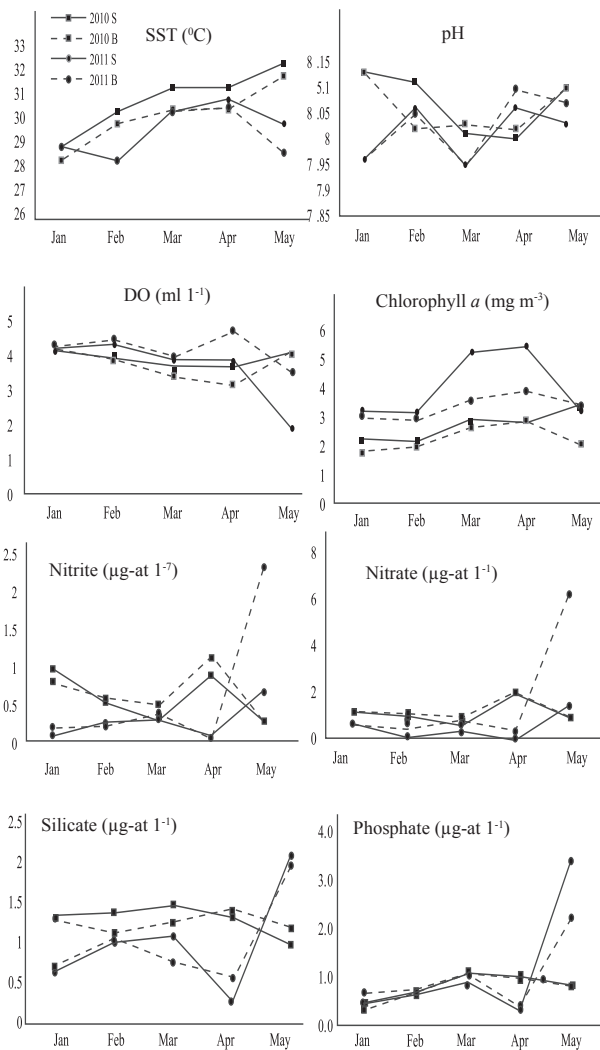 2010 S
2010 B
2011 S
2011 B
SST (⁰C)
33
32
31
30
29
28
27
26
Jan Feb Mar Apr May
pH
8 .15
5.1
8 .05
8
7 .95
7.9
7 .85
Jan Feb Mar Apr May
DO (ml 1⁻¹)
5
4
3
2
1
0
Jan Feb Mar Apr May
Chlorophyll a (mg m⁻³)
6
5
4
3
2
1
0
Jan Feb Mar Apr May
Nitrite (µg-at 1⁻⁷)
2.5
2
1.5
1
0.5
0
Jan Feb Mar Apr May
Nitrate (µg-at 1⁻¹)
8
6
4
2
0
Jan Feb Mar Apr May
Silicate (µg-at 1⁻¹)
2.5
2
1.5
1
0.5
0
Jan Feb Mar Apr May
Phosphate (µg-at 1⁻¹)
4.0
3.0
2.0
1.0
0.0
Jan Feb Mar Apr May